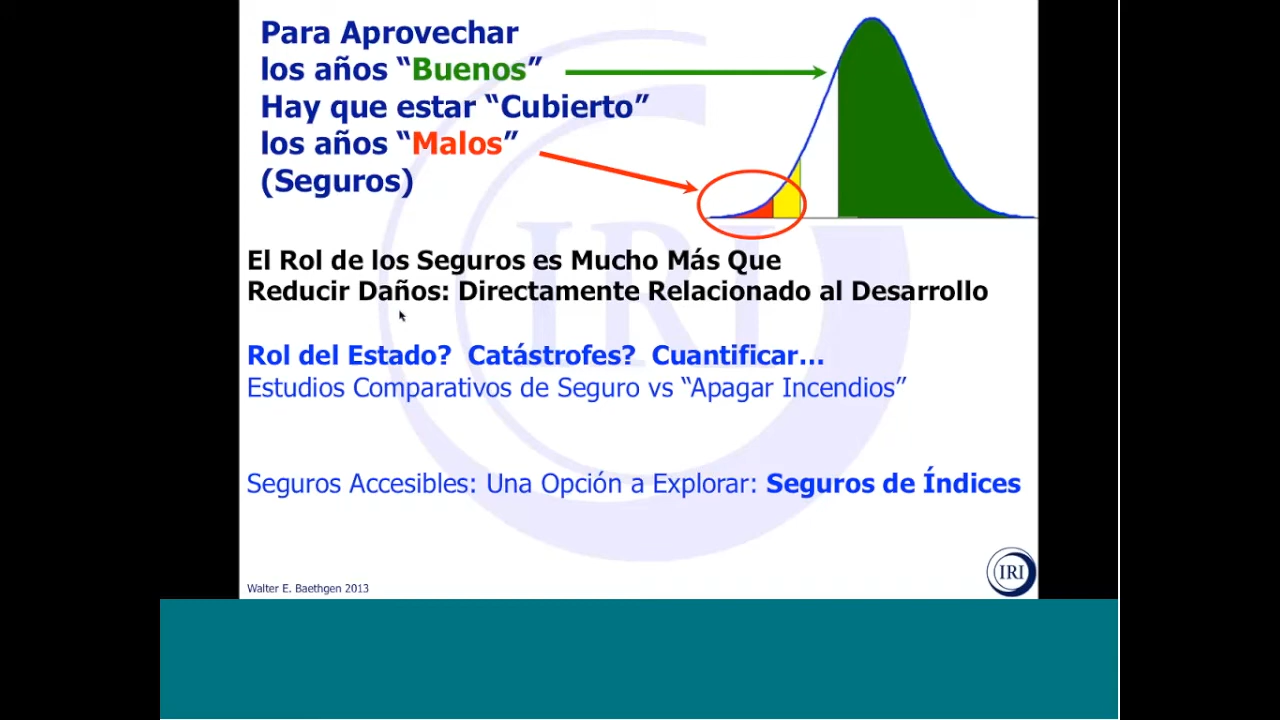 Para Aprovechar
los años “Buenos”
Hay que estar “Cubierto”
los años “Malos”
(Seguros)
El Rol de los Seguros es Mucho Más Que
Reducir Daños: Directamente Relacionado al Desarrollo
Rol del Estado? Catástrofes? Cuantificar...
Estudios Comparativos de Seguro vs “Apagar Incendios”
Seguros Accesibles: Una Opción a Explorar: Seguros de Índices
Walter E. Baethgen 2013
IRI
IRI